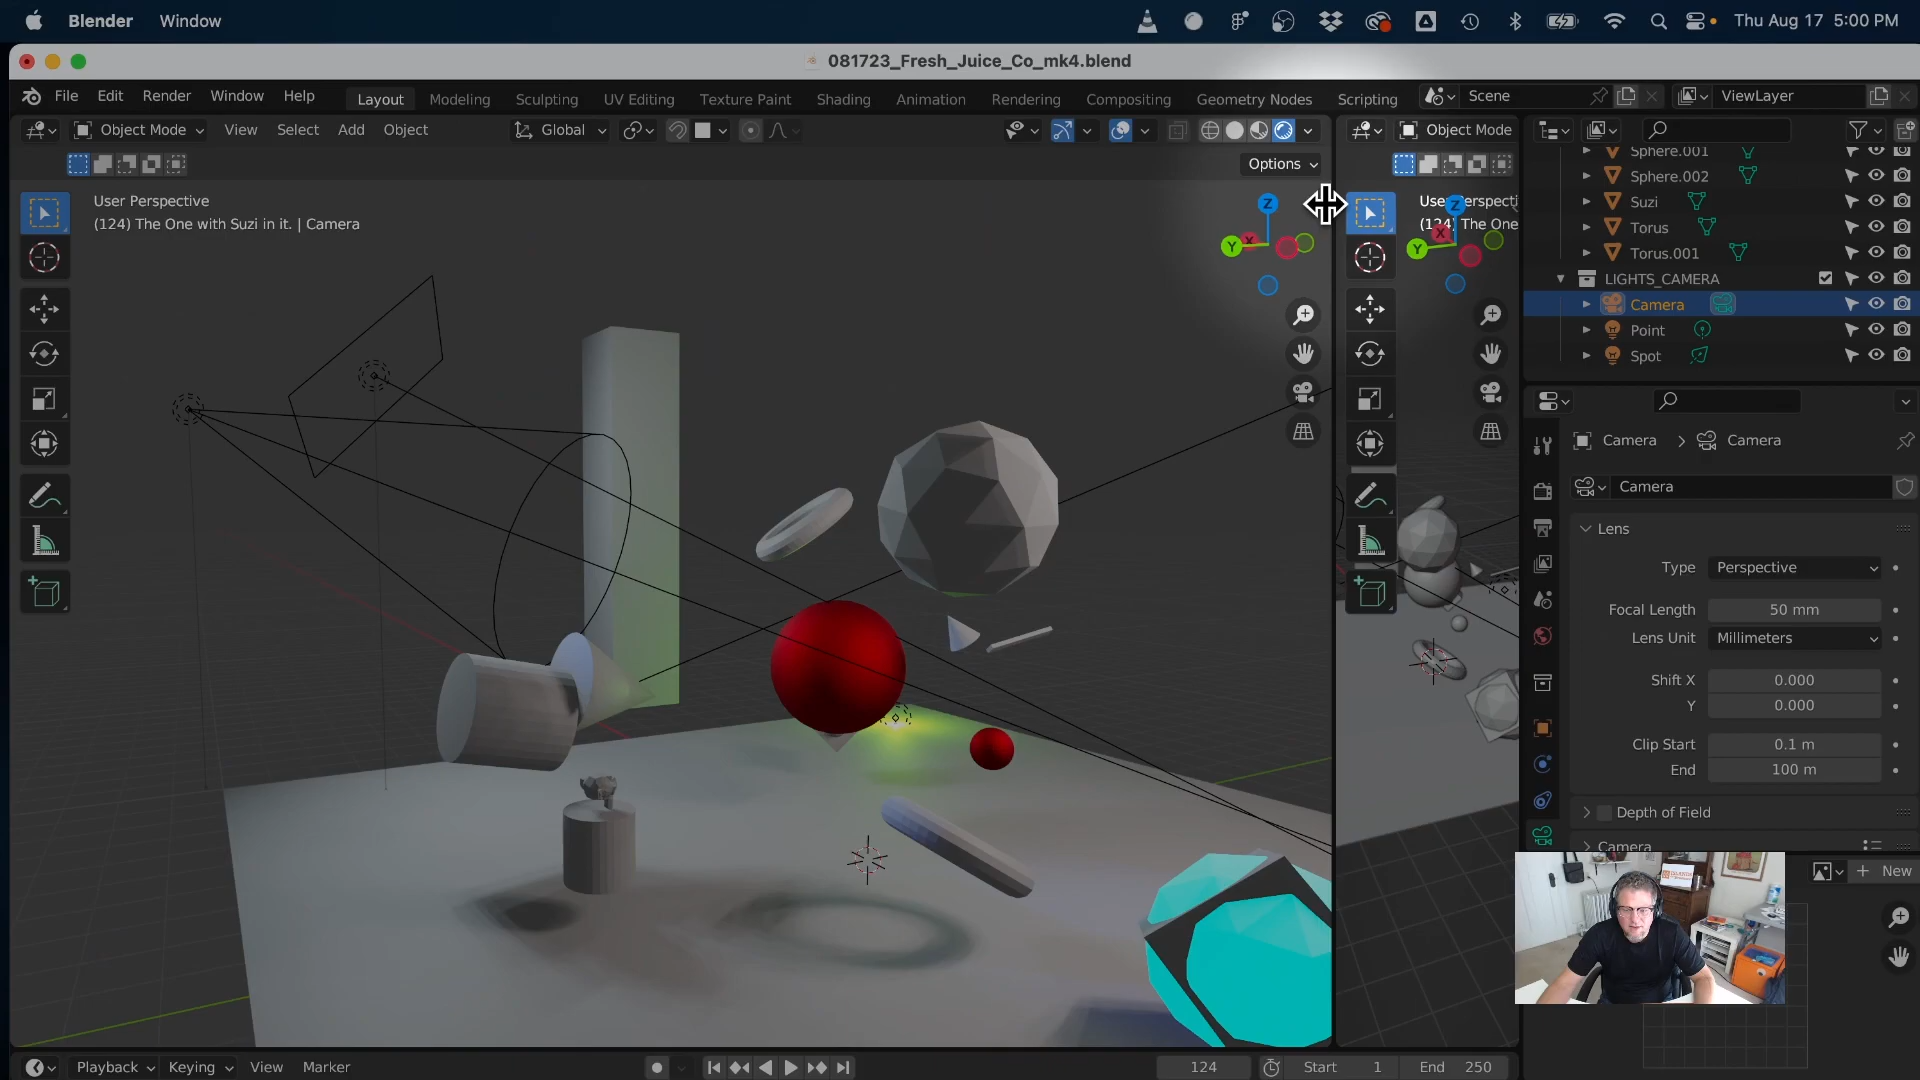 Blender Window Thu Aug 17 5:00 PM
081723_Fresh_Juice_Co_mk4.blend
File Edit Render Window Help Layout Modeling Sculpting UV Editing Texture Paint Shading Animation Rendering Compositing Geometry Nodes Scripting Scene ViewLayer
Object Mode View Select Add Object Global Object Mode
Options
User Perspective
(124) The One with Suzi in it. | Camera
Z
Y
X
User Perspecti
(124) The One
Z
Y
X
Sphere.001
Sphere.002
Suzi
Torus
Torus.001
LIGHTS_CAMERA
Camera
Point
Spot
Camera > Camera
Camera
Lens
Type Perspective
Focal Length 50 mm
Lens Unit Millimeters
Shift X 0.000
Y 0.000
Clip Start 0.1 m
End 100 m
Depth of Field
Camera
New
Playback Keying View Marker 124 Start 1 End 250